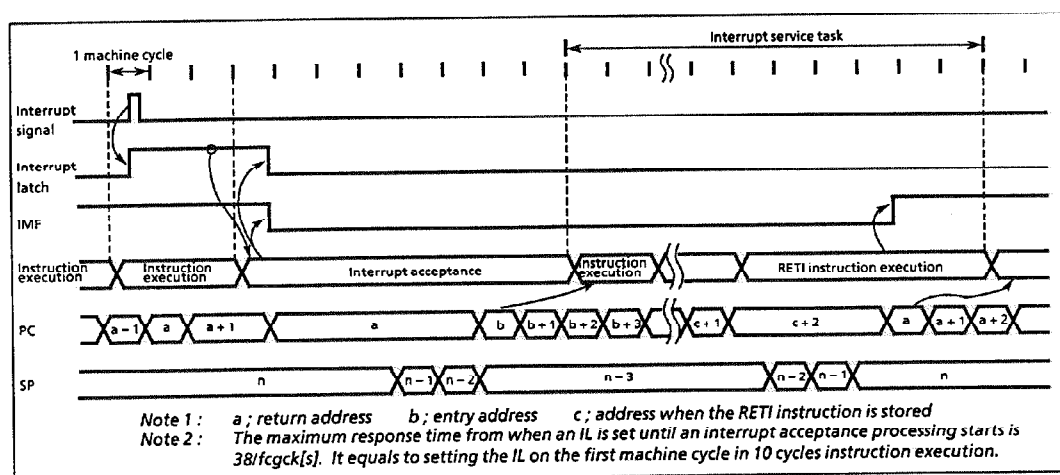 Interrupt service task
1 machine cycle
Interrupt
signal
Interrupt
latch
IMF
Instruction
execution
Instruction
execution
Interrupt acceptance
Instruction
execution
RETI instruction execution
PC
a – 1
a
a + 1
a
b
b + 1
b + 2
b + 3
c + 1
c + 2
a
a + 1
a + 2
SP
n
n – 1
n – 2
n – 3
n – 2
n – 1
n
Note 1 : a ; return address b ; entry address c ; address when the RETI instruction is stored
Note 2 : The maximum response time from when an IL is set until an interrupt acceptance processing starts is
38/fcgck[s]. It equals to setting the IL on the first machine cycle in 10 cycles instruction execution.